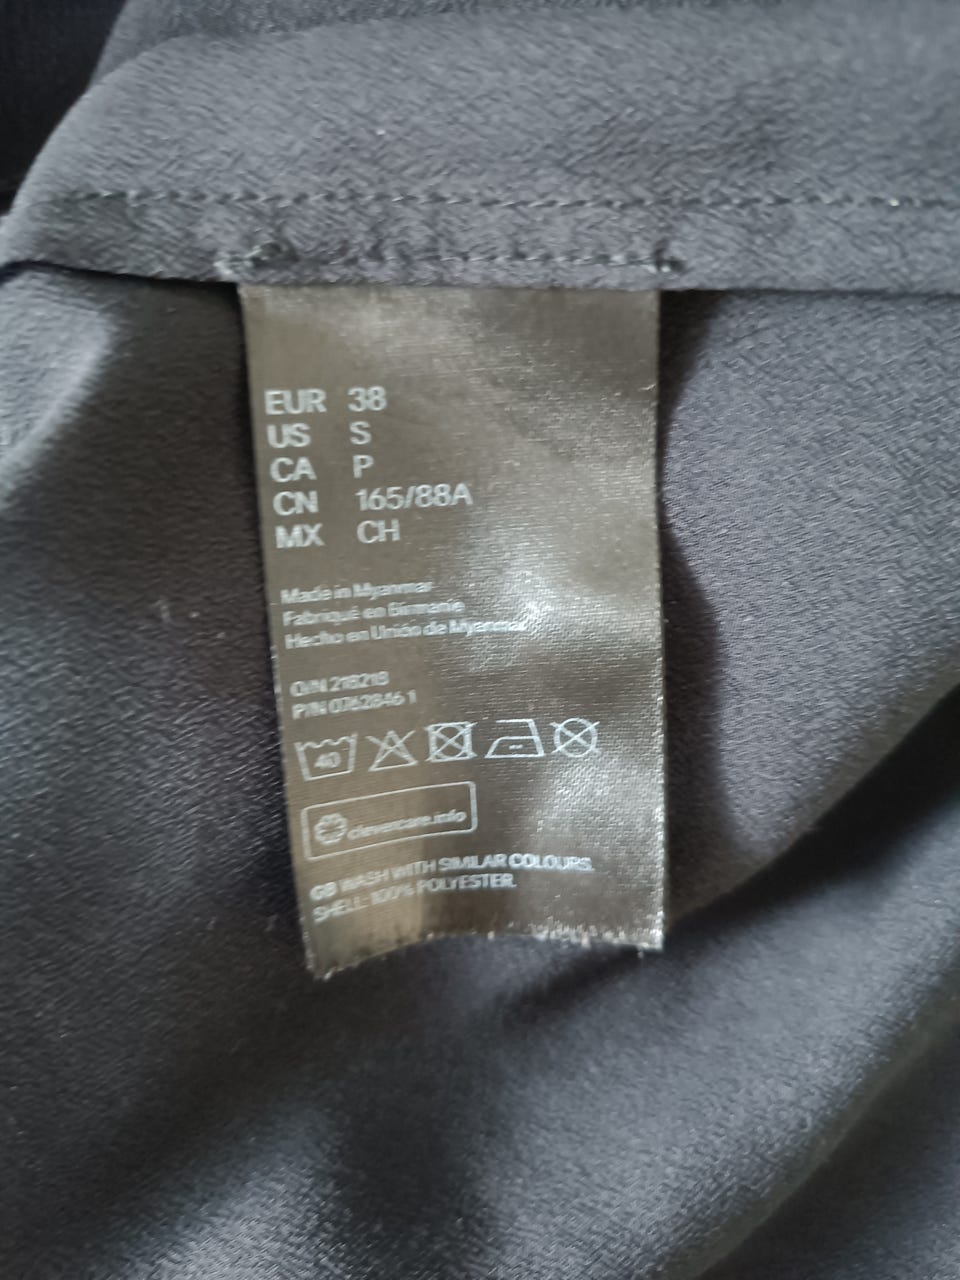 EUR 38
US S
CA P
CN 165/88A
MX CH
Made in Myanmar
Fabriqué en Birmanie
Hecho en Unión de Myanmar
O/N 218218
P/N 0762846 1
40
clevercare.info
GB WASH WITH SIMILAR COLOURS.
SHELL: 100% POLYESTER.